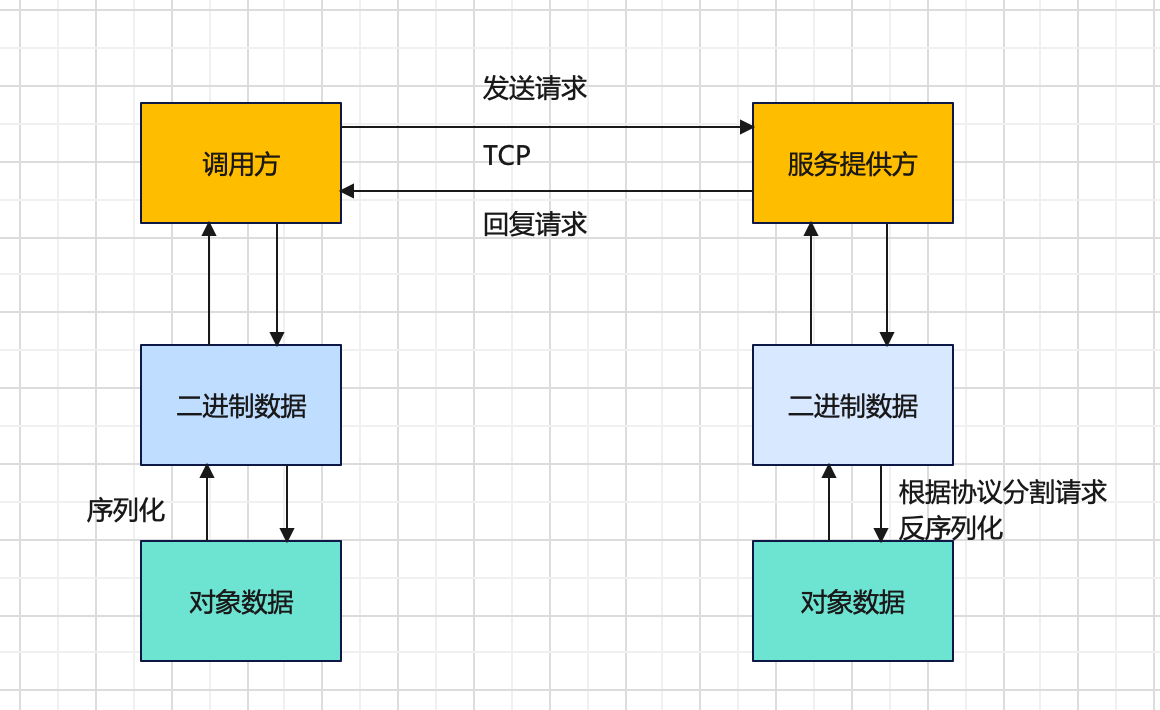 发送请求
调用方
TCP
服务提供方
回复请求
二进制数据
二进制数据
序列化
根据协议分割请求
反序列化
对象数据
对象数据